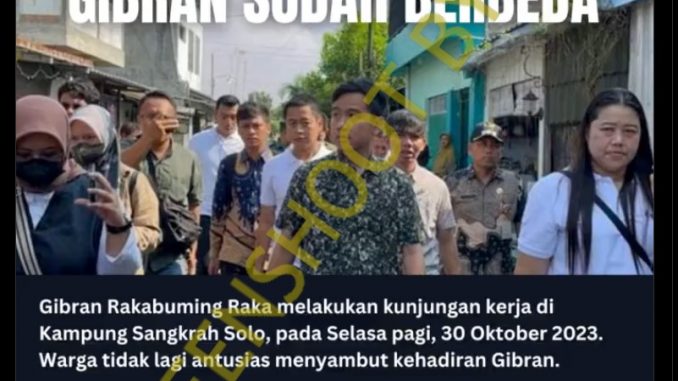 GIBRAN SUDAH BERBEDA
Gibran Rakabuming Raka melakukan kunjungan kerja di
Kampung Sangkrah Solo, pada Selasa pagi, 30 Oktober 2023.
Warga tidak lagi antusias menyambut kehadiran Gibran.